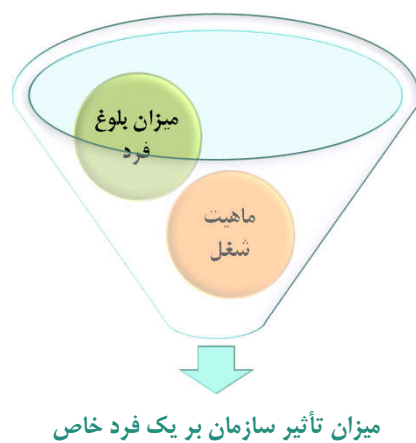 میزان بلوغ
فرد
ماهیت
شغل
میزان تأثیر سازمان بر یک فرد خاص